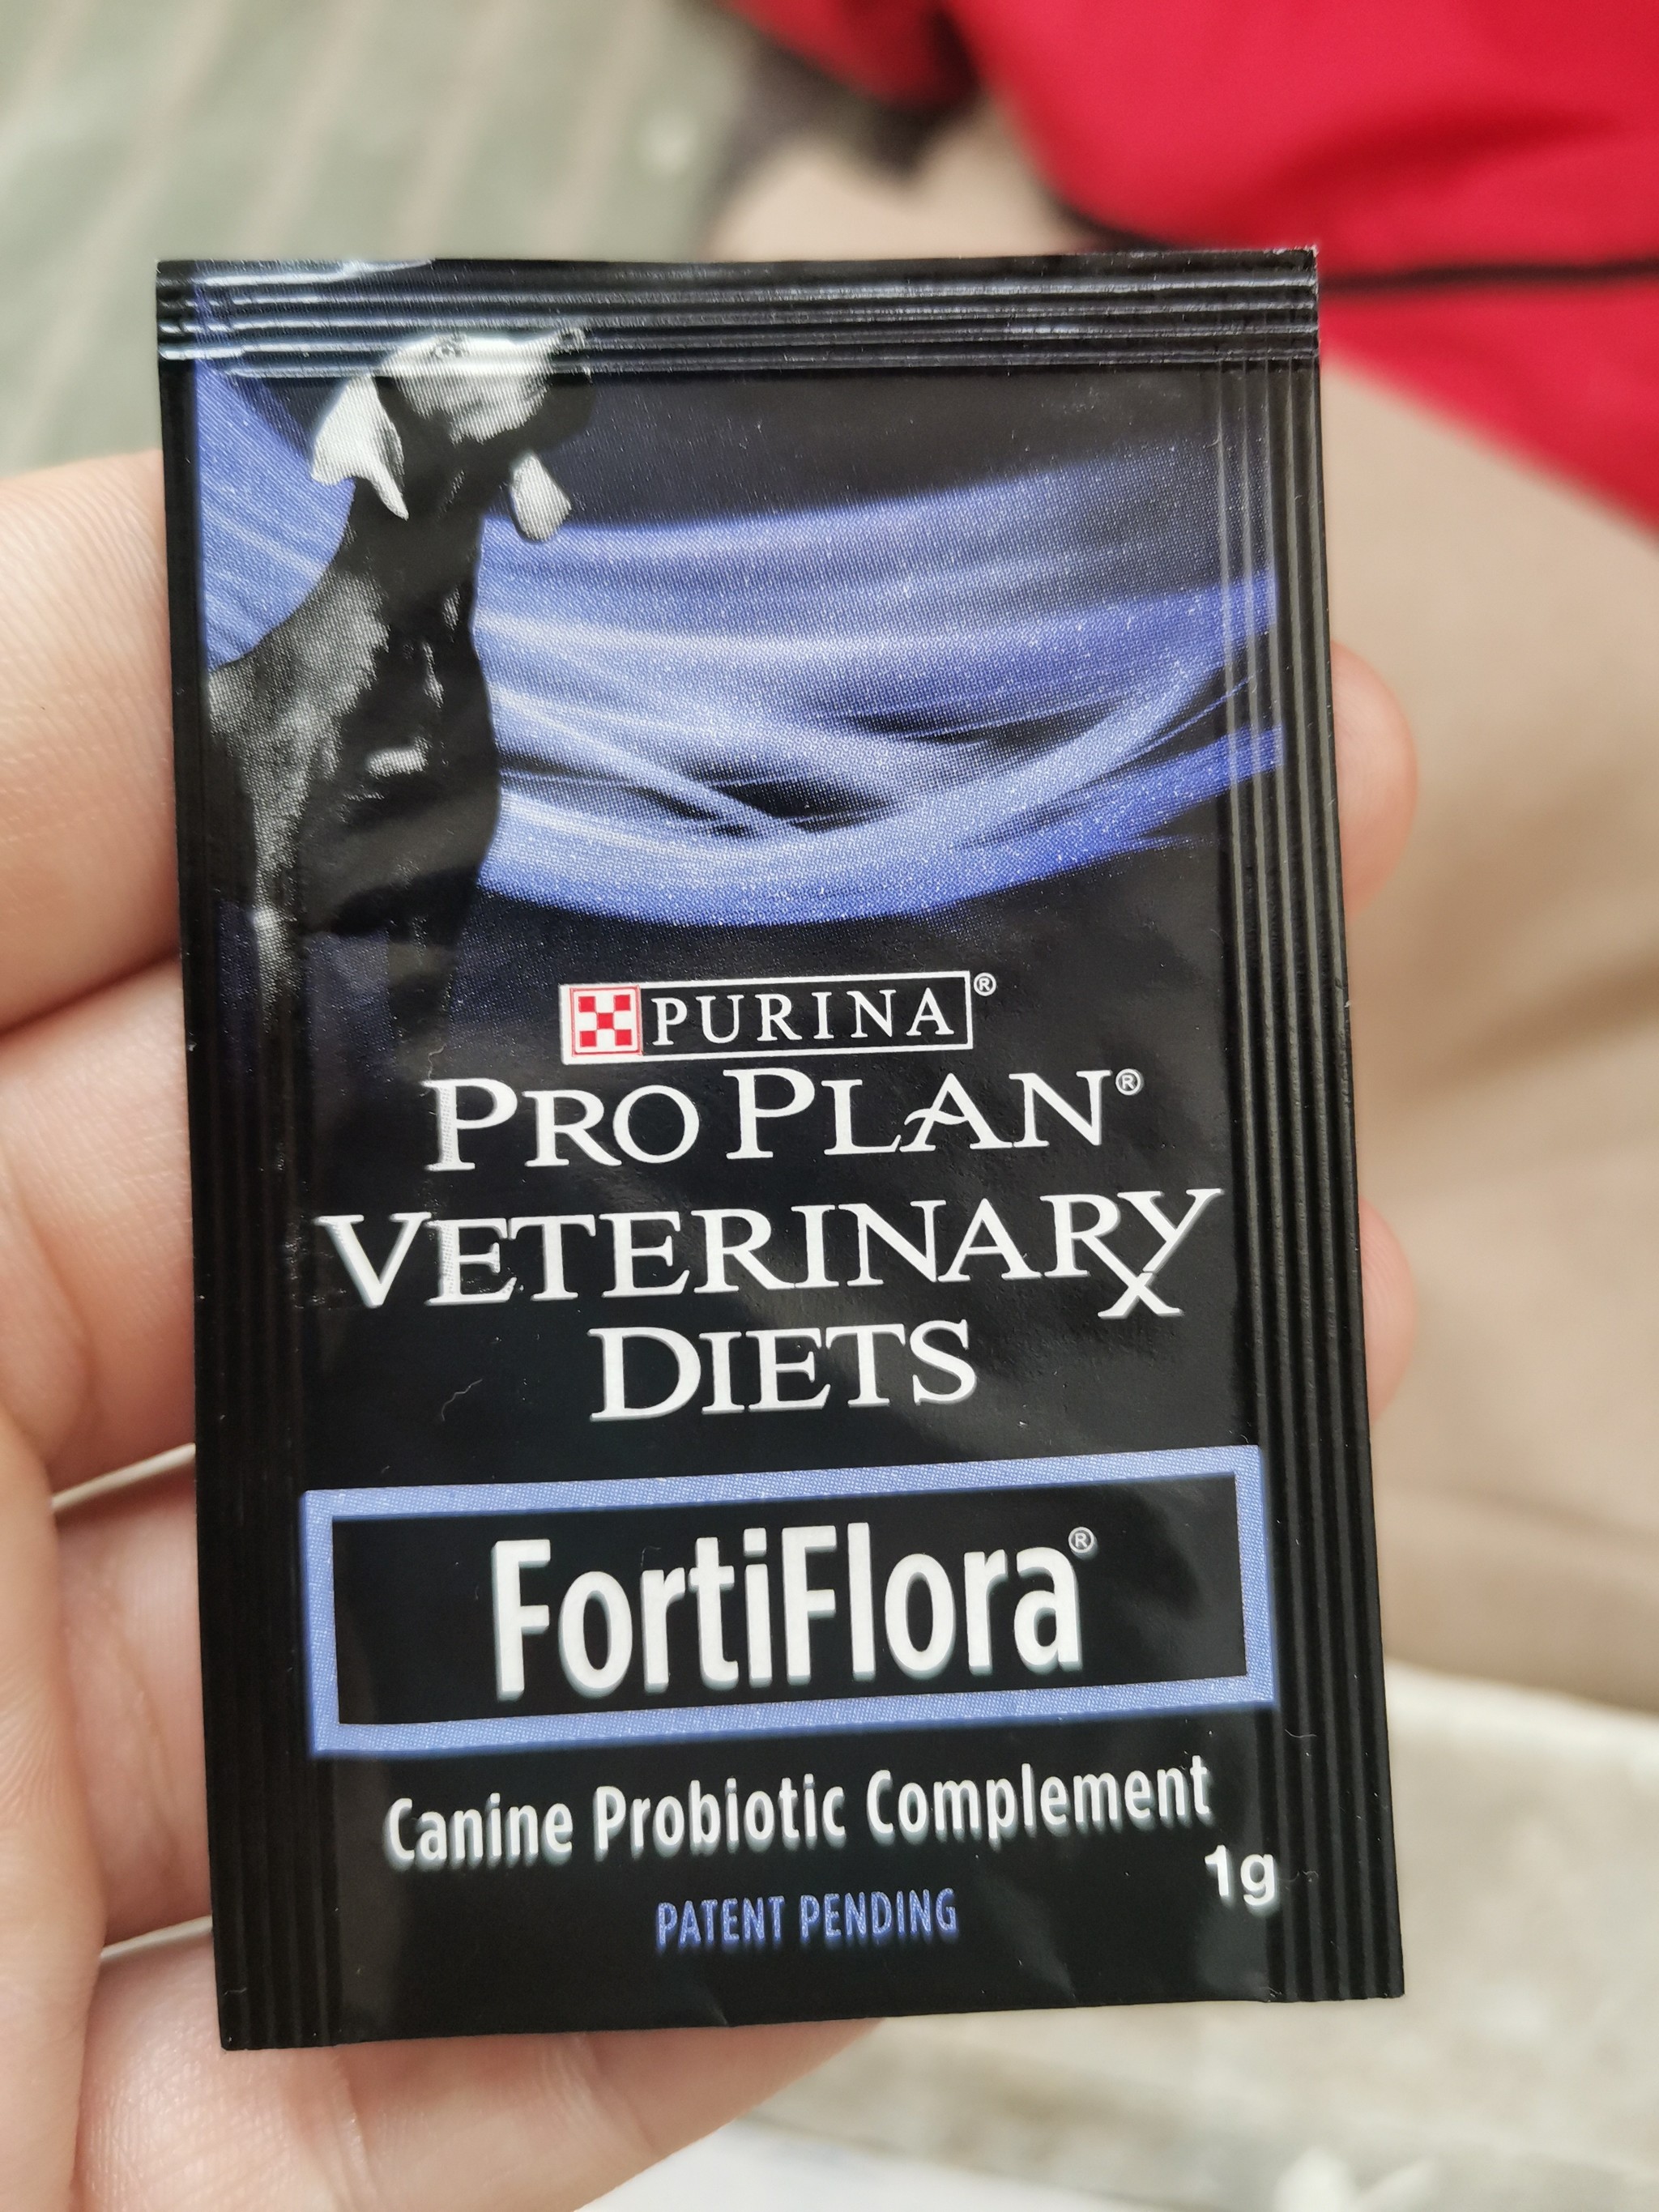 PURINA®
PRO PLAN®
VETERINARY
DIETS
FortiFlora®
Canine Probiotic Complement
1g
PATENT PENDING